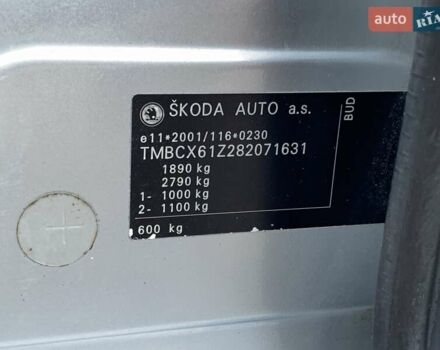 auto RIA
ŠKODA AUTO a.s.
BUD
e11*2001/116*0230
TMBCX61Z282071631
1890 kg
2790 kg
1- 1000 kg
2- 1100 kg
600 kg